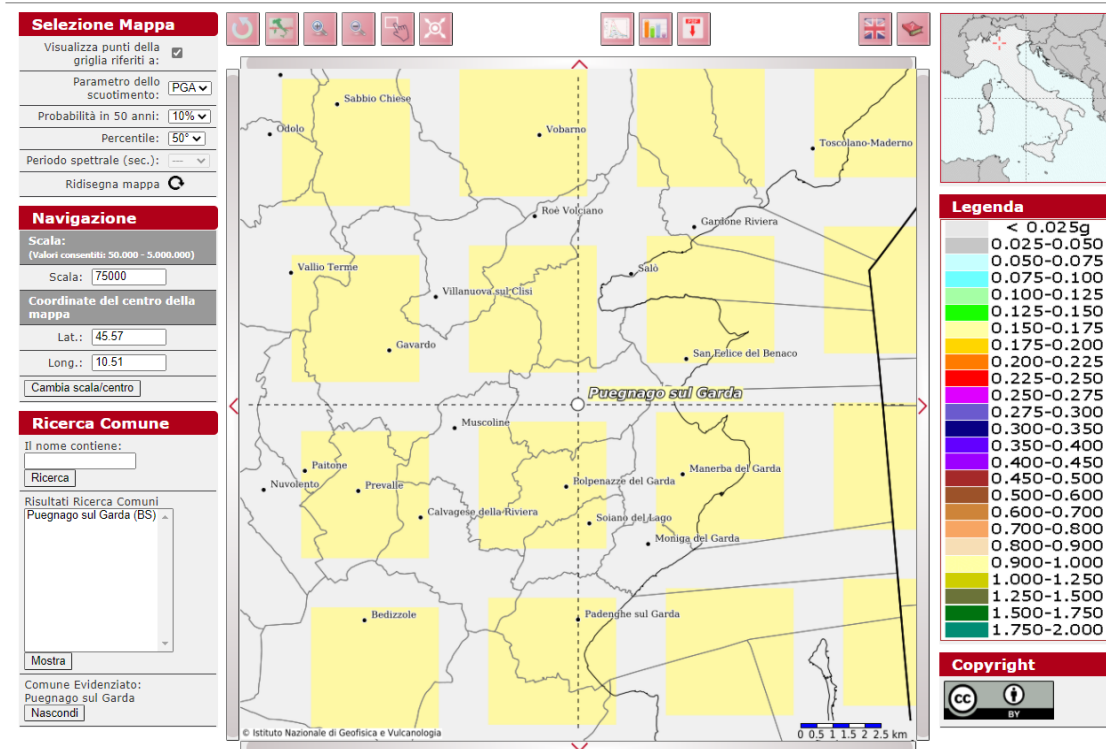 Selezione Mappa
Visualizza punti della
griglia riferiti a:
Parametro dello
scuotimento: PGA
Probabilità in 50 anni: 10%
Percentile: 50°
Periodo spettrale (sec.): ---
Ridisegna mappa
Navigazione
Scala:
(Valori consentiti: 50.000 - 5.000.000)
Scala: 75000
Coordinate del centro della
mappa
Lat.: 45.57
Long.: 10.51
Cambia scala/centro
Ricerca Comune
Il nome contiene:
Ricerca
Risultati Ricerca Comuni
Puegnago sul Garda (BS)
Mostra
Comune Evidenziato:
Puegnago sul Garda
Nascondi
PDF
Sabbio Chiese
Odolo
Vobarno
Toscolano-Maderno
Roè Volciano
Gardone Riviera
Vallio Terme
Salò
Villanuova sul Clisi
Gavardo
San Felice del Benaco
Puegnago sul Garda
Muscoline
Paitone
Manerba del Garda
Nuvolento
Prevalle
Polpenazze del Garda
Calvagese della Riviera
Soiano del Lago
Moniga del Garda
Bedizzole
Padenghe sul Garda
© Istituto Nazionale di Geofisica e Vulcanologia
0 0.5 1 1.5 2 2.5 km
Legenda
< 0.025g
0.025-0.050
0.050-0.075
0.075-0.100
0.100-0.125
0.125-0.150
0.150-0.175
0.175-0.200
0.200-0.225
0.225-0.250
0.250-0.275
0.275-0.300
0.300-0.350
0.350-0.400
0.400-0.450
0.450-0.500
0.500-0.600
0.600-0.700
0.700-0.800
0.800-0.900
0.900-1.000
1.000-1.250
1.250-1.500
1.500-1.750
1.750-2.000
Copyright
cc
BY